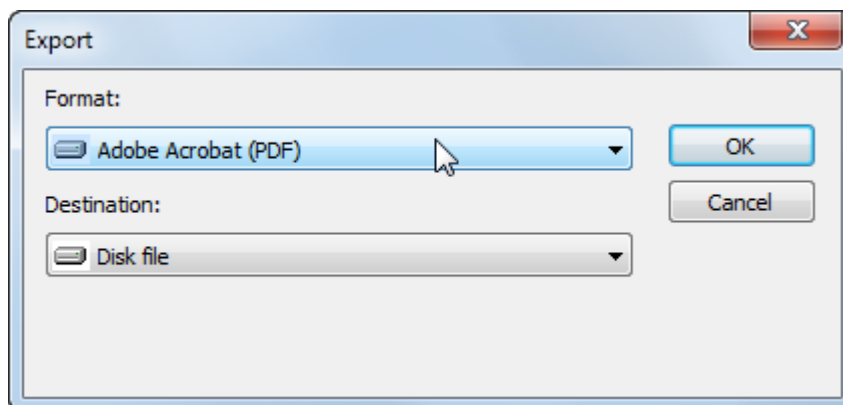 Export
Format:
Adobe Acrobat (PDF)
OK
Destination:
Cancel
Disk file